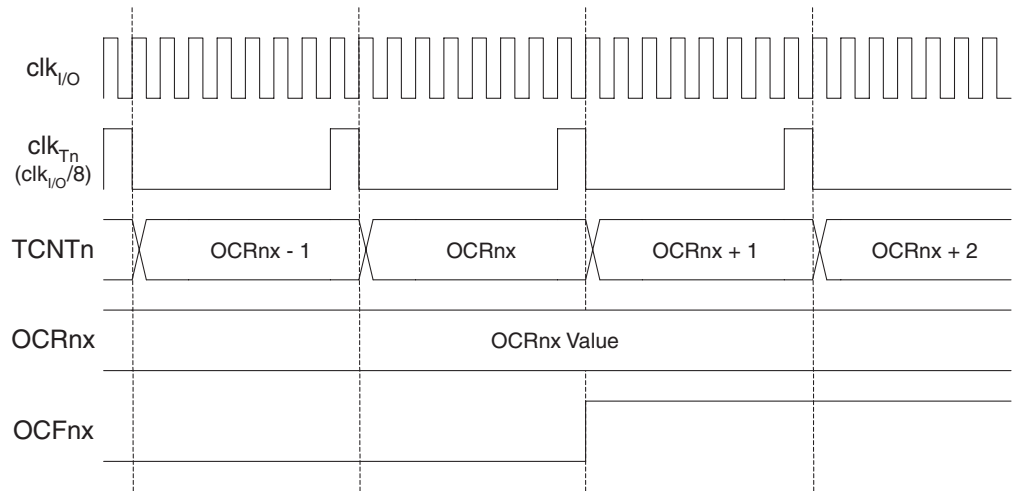 clkI/O
clkTn
(clkI/O/8)
TCNTn
OCRnx - 1
OCRnx
OCRnx + 1
OCRnx + 2
OCRnx
OCRnx Value
OCFnx